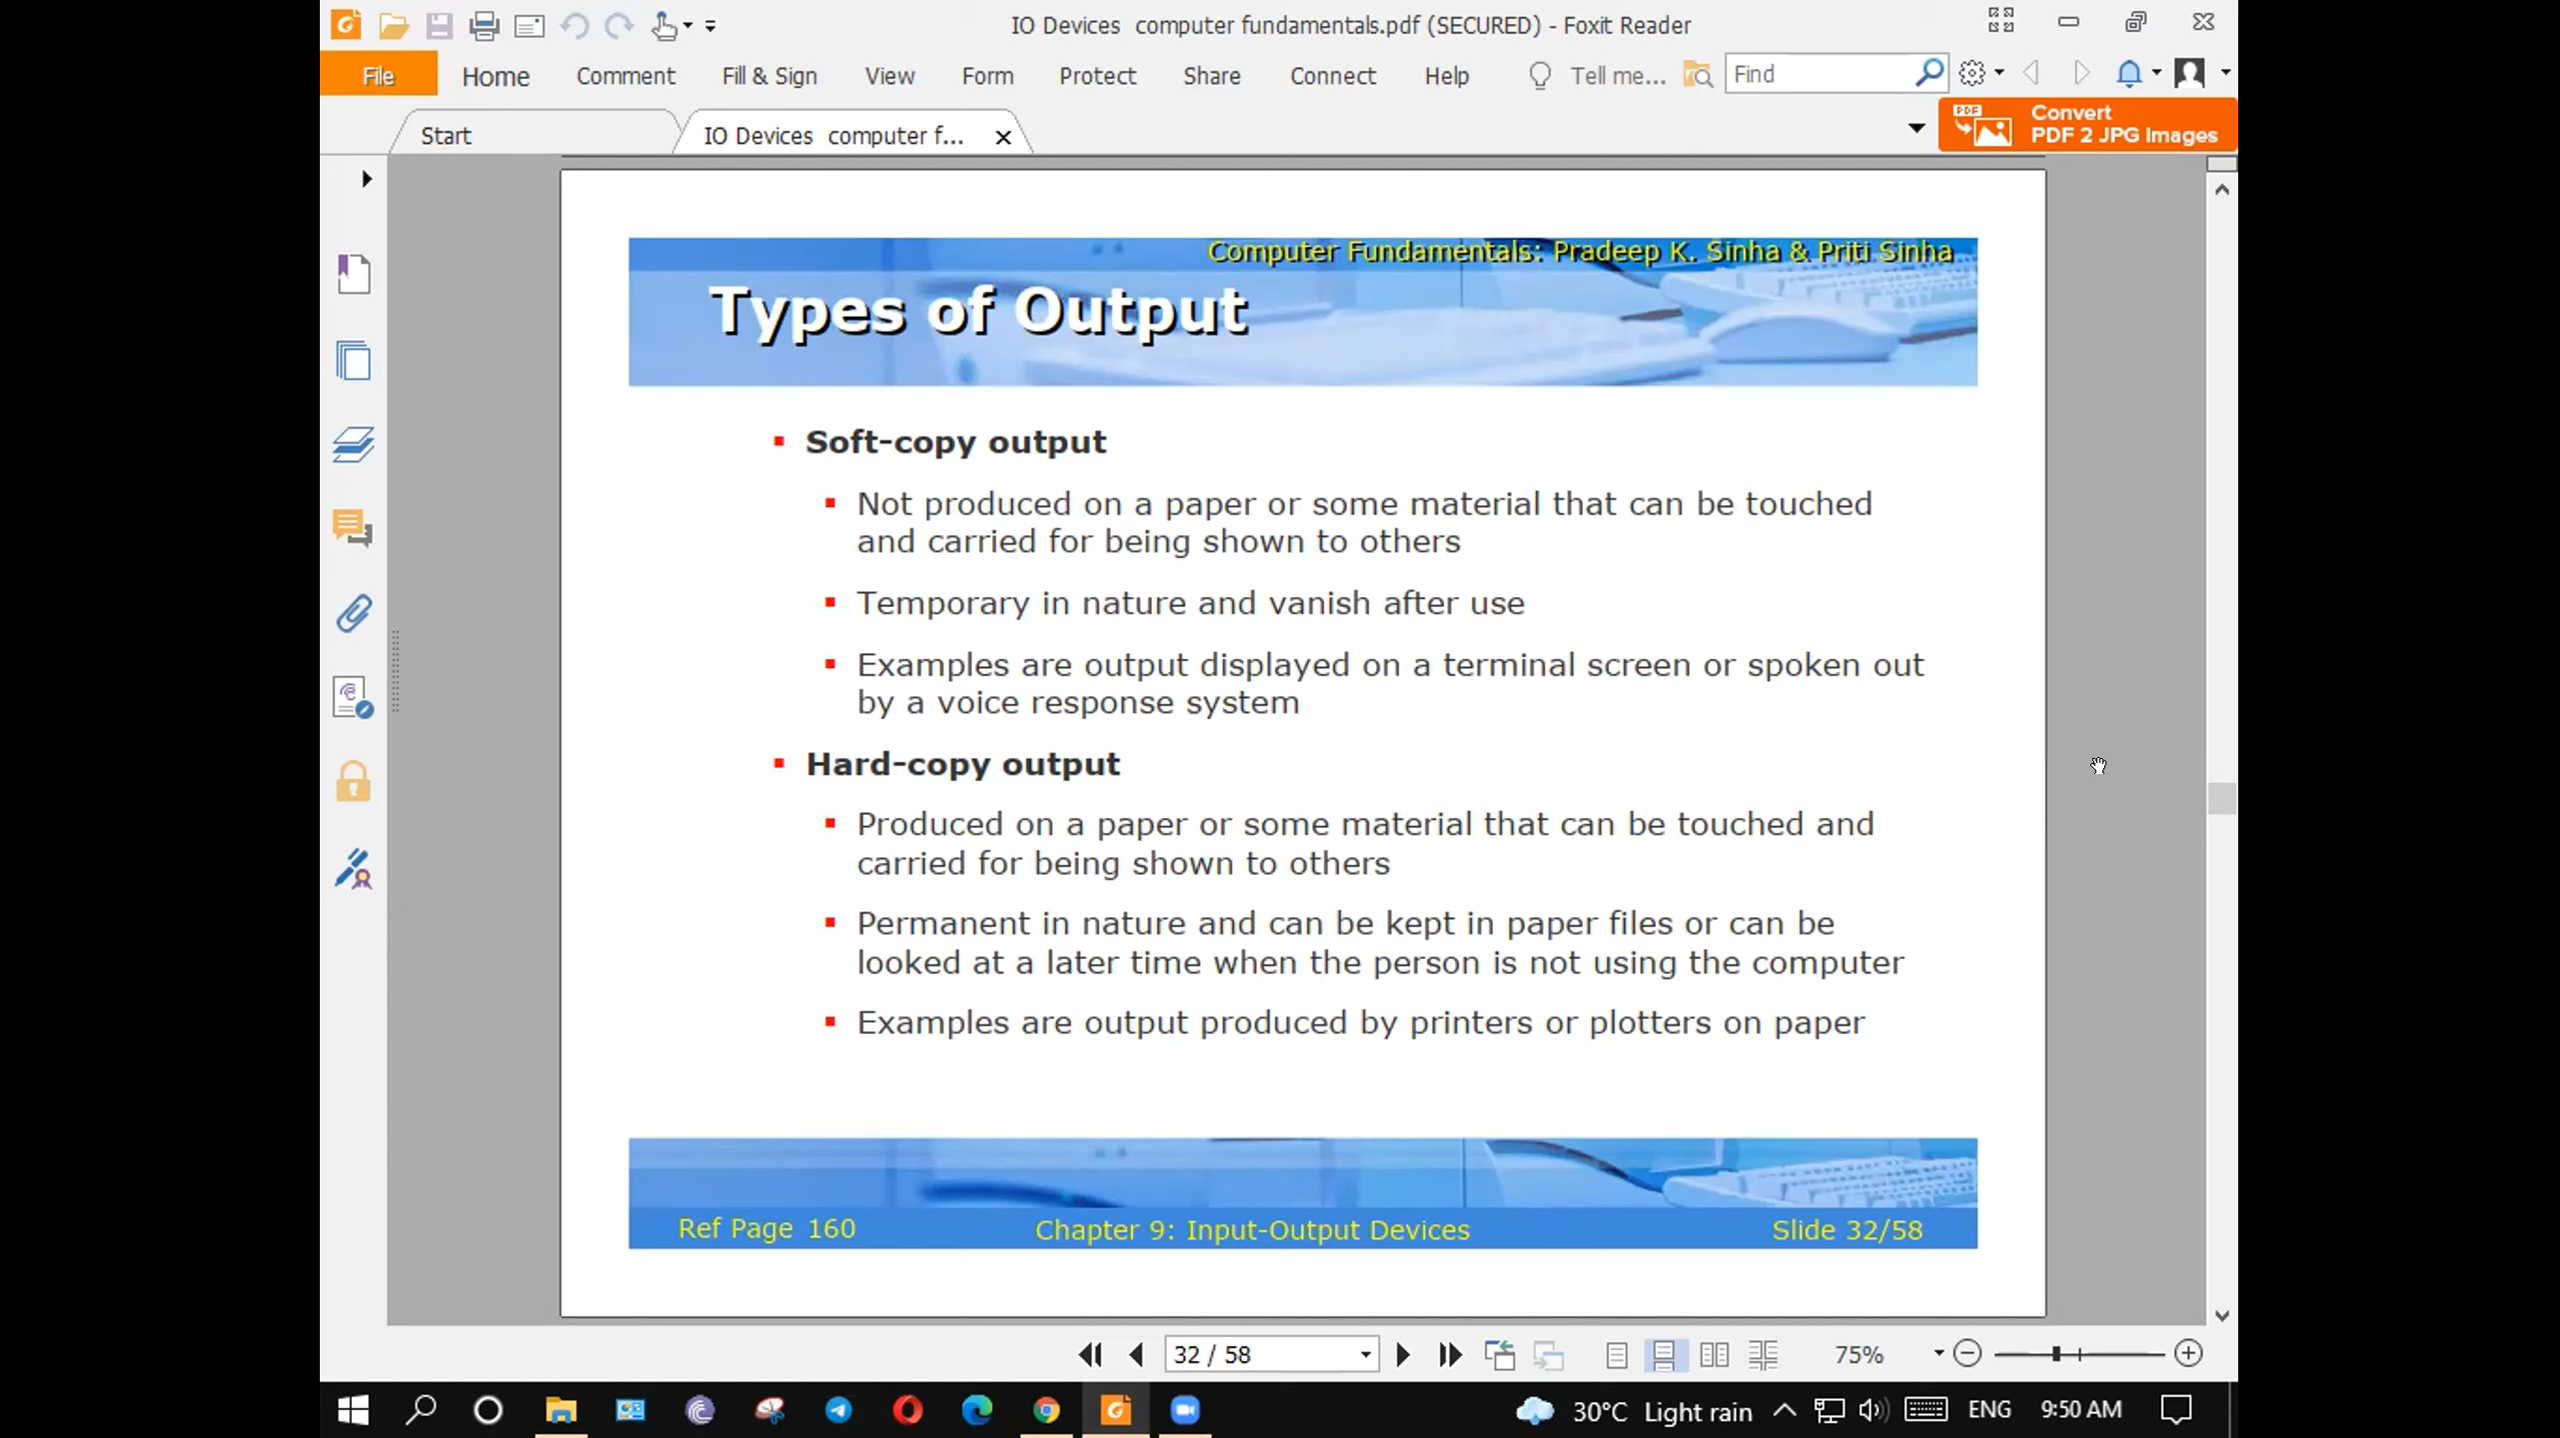 IO Devices  computer fundamentals.pdf (SECURED) - Foxit Reader
File Home Comment Fill & Sign View Form Protect Share Connect Help Tell me... Find
Start IO Devices  computer f...
PDF Convert
PDF 2 JPG Images
Computer Fundamentals: Pradeep K. Sinha & Priti Sinha
Types of Output
Soft-copy output
Not produced on a paper or some material that can be touched
and carried for being shown to others
Temporary in nature and vanish after use
Examples are output displayed on a terminal screen or spoken out
by a voice response system
Hard-copy output
Produced on a paper or some material that can be touched and
carried for being shown to others
Permanent in nature and can be kept in paper files or can be
looked at a later time when the person is not using the computer
Examples are output produced by printers or plotters on paper
Ref Page 160 Chapter 9: Input-Output Devices Slide 32/58
32 / 58 75%
30°C Light rain ENG 9:50 AM